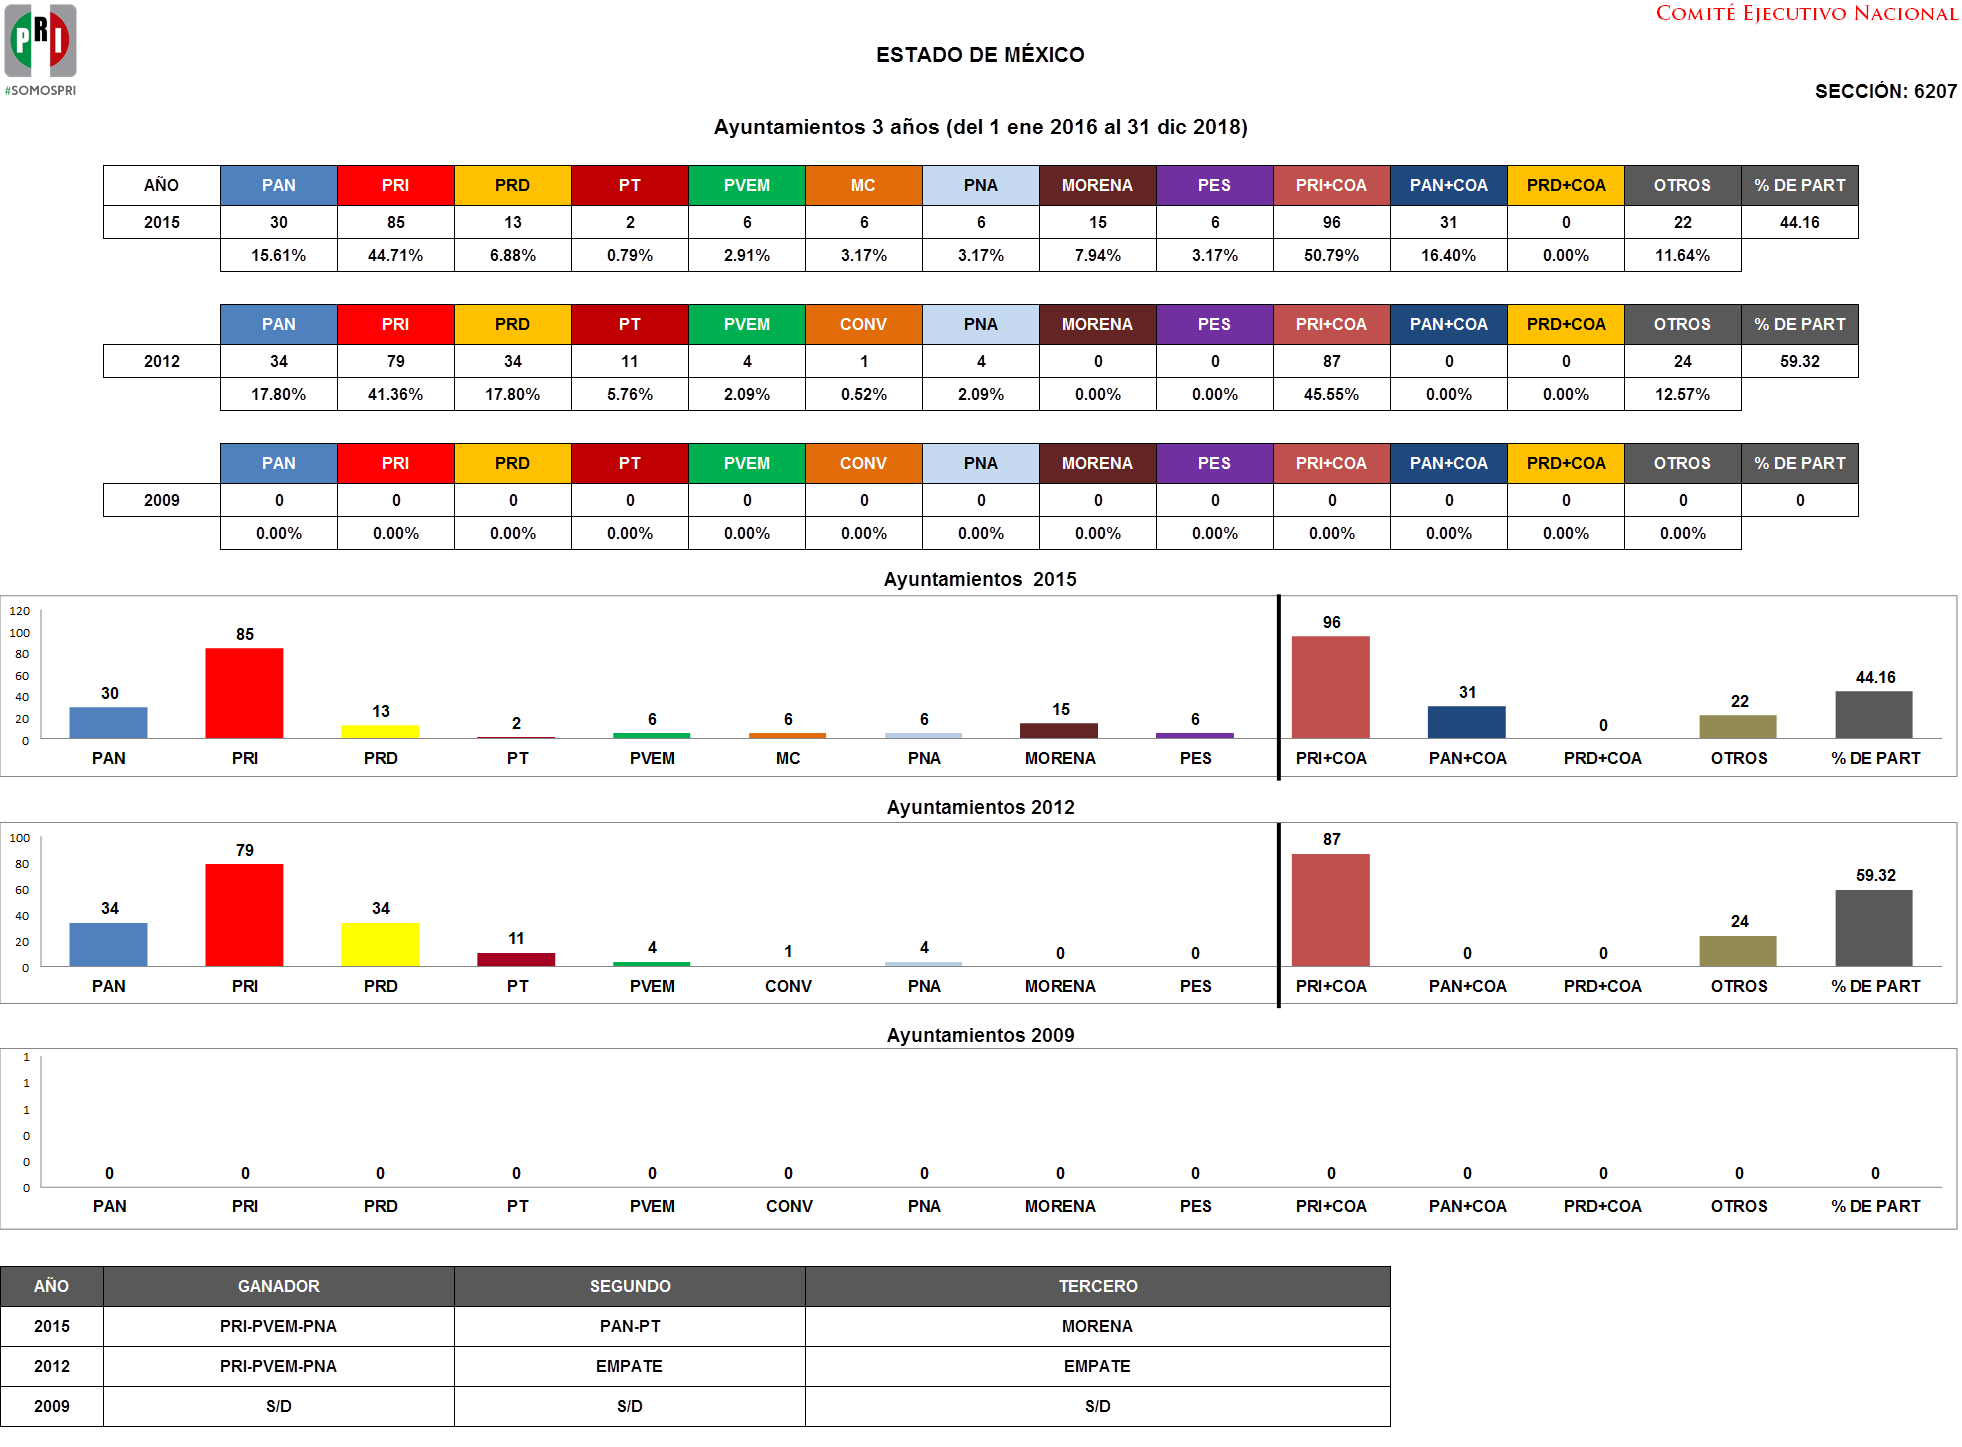 PRI
#SOMOSPRI
COMITÉ EJECUTIVO NACIONAL
ESTADO DE MÉXICO
SECCIÓN: 6207
Ayuntamientos 3 años (del 1 ene 2016 al 31 dic 2018)
AÑO PAN PRI PRD PT PVEM MC PNA MORENA PES PRI+COA PAN+COA PRD+COA OTROS % DE PART
2015 30 85 13 2 6 6 6 15 6 96 31 0 22 44.16
15.61% 44.71% 6.88% 0.79% 2.91% 3.17% 3.17% 7.94% 3.17% 50.79% 16.40% 0.00% 11.64%
PAN PRI PRD PT PVEM CONV PNA MORENA PES PRI+COA PAN+COA PRD+COA OTROS % DE PART
2012 34 79 34 11 4 1 4 0 0 87 0 0 24 59.32
17.80% 41.36% 17.80% 5.76% 2.09% 0.52% 2.09% 0.00% 0.00% 45.55% 0.00% 0.00% 12.57%
PAN PRI PRD PT PVEM CONV PNA MORENA PES PRI+COA PAN+COA PRD+COA OTROS % DE PART
2009 0 0 0 0 0 0 0 0 0 0 0 0 0 0
0.00% 0.00% 0.00% 0.00% 0.00% 0.00% 0.00% 0.00% 0.00% 0.00% 0.00% 0.00% 0.00%
Ayuntamientos 2015
120
100
80
60
40
20
0
30 85 13 2 6 6 6 15 6 96 31 0 22 44.16
PAN PRI PRD PT PVEM MC PNA MORENA PES PRI+COA PAN+COA PRD+COA OTROS % DE PART
Ayuntamientos 2012
100
80
60
40
20
0
34 79 34 11 4 1 4 0 0 87 0 0 24 59.32
PAN PRI PRD PT PVEM CONV PNA MORENA PES PRI+COA PAN+COA PRD+COA OTROS % DE PART
Ayuntamientos 2009
1
1
1
0
0
0
0 0 0 0 0 0 0 0 0 0 0 0 0 0
PAN PRI PRD PT PVEM CONV PNA MORENA PES PRI+COA PAN+COA PRD+COA OTROS % DE PART
AÑO GANADOR SEGUNDO TERCERO
2015 PRI-PVEM-PNA PAN-PT MORENA
2012 PRI-PVEM-PNA EMPATE EMPATE
2009 S/D S/D S/D